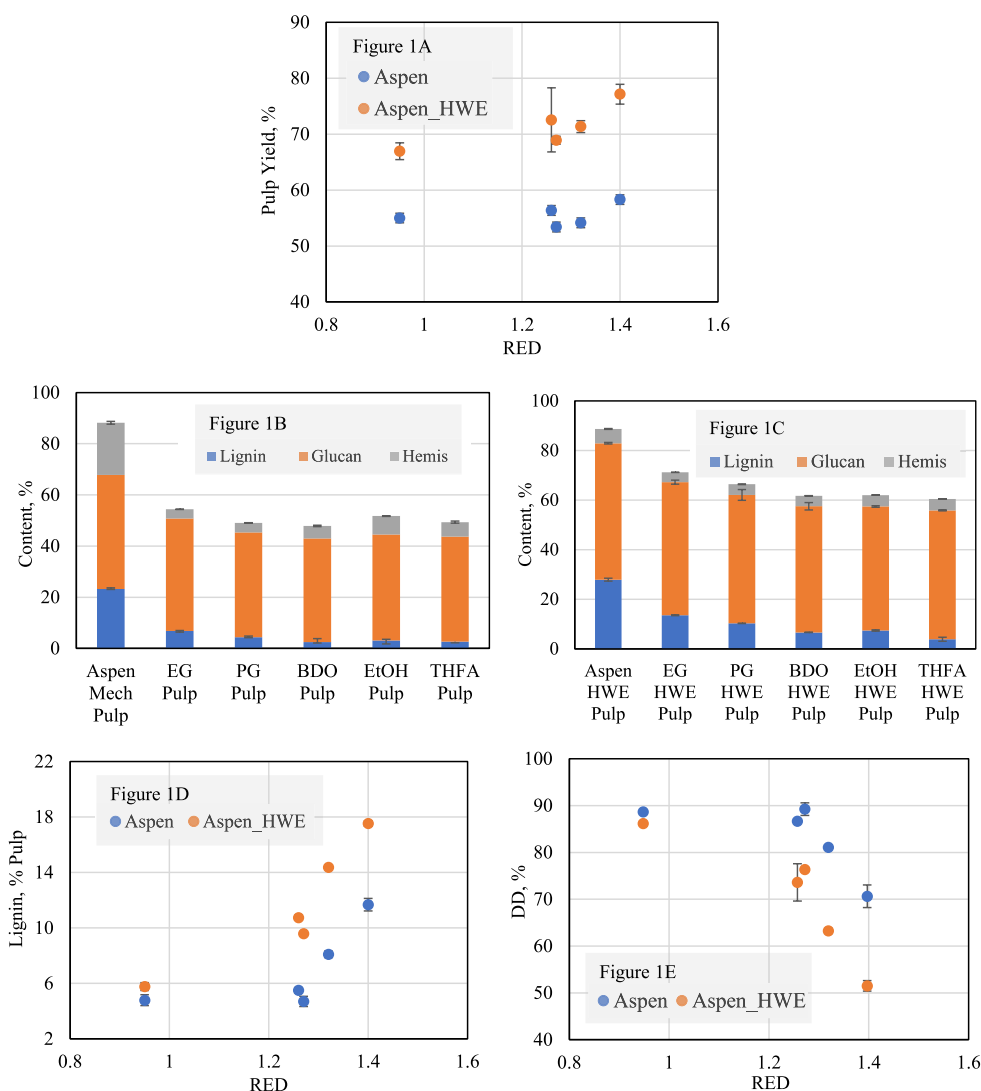 90
80
70
60
50
40
Pulp Yield, %
Figure 1A
Aspen
Aspen_HWE
0.8 1 1.2 1.4 1.6
RED
100
80
60
40
20
0
Content, %
Figure 1B
Lignin Glucan Hemis
Aspen Mech Pulp
EG Pulp
PG Pulp
BDO Pulp
EtOH Pulp
THFA Pulp
100
80
60
40
20
0
Content, %
Figure 1C
Lignin Glucan Hemis
Aspen HWE Pulp
EG HWE Pulp
PG HWE Pulp
BDO HWE Pulp
EtOH HWE Pulp
THFA HWE Pulp
22
18
14
10
6
2
Lignin, % Pulp
Figure 1D
Aspen Aspen_HWE
0.8 1 1.2 1.4 1.6
RED
100
90
80
70
60
50
40
DD, %
Figure 1E
Aspen Aspen_HWE
0.8 1 1.2 1.4 1.6
RED